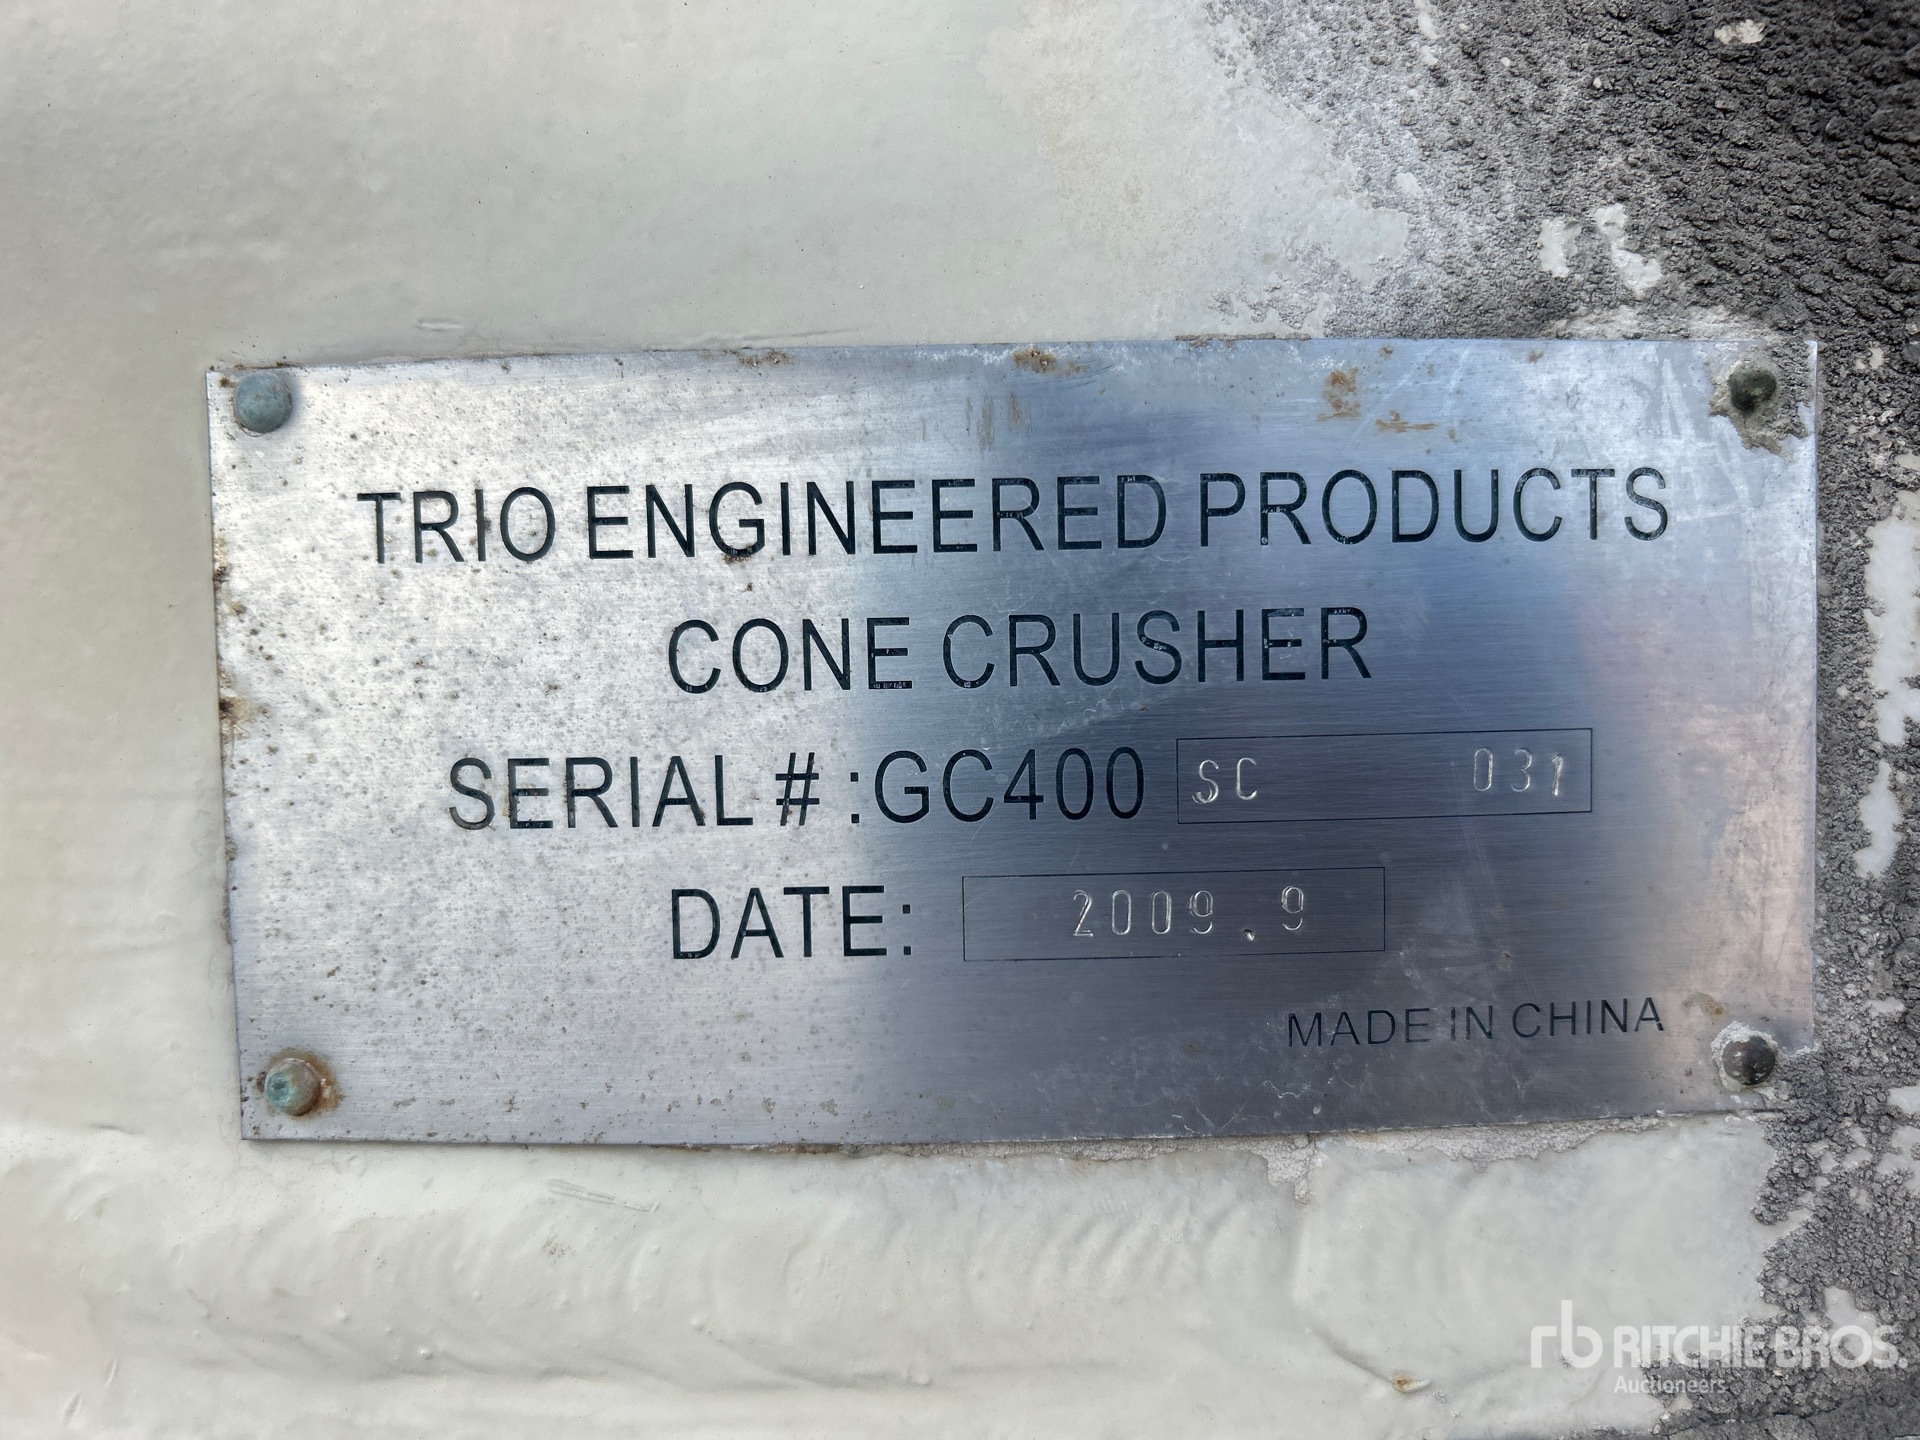 TRIO ENGINEERED PRODUCTS
CONE CRUSHER
SERIAL # :GC400 SC 031
DATE: 2009.9
MADE IN CHINA
rb RITCHIE BROS.
Auctioneers